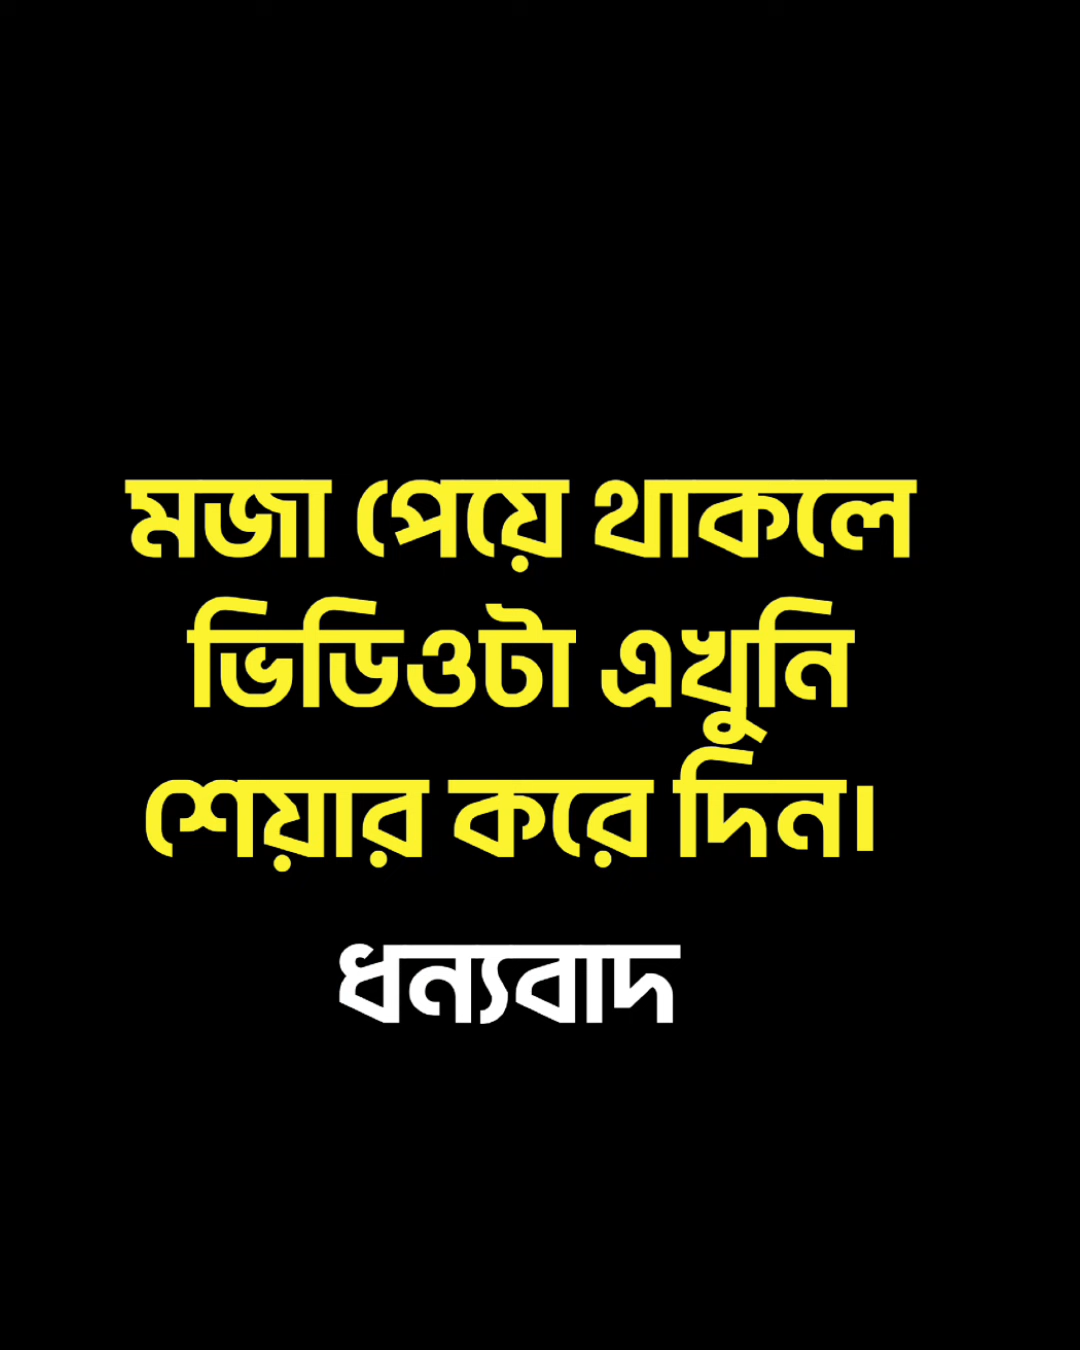 মজা পেয়ে থাকলে
ভিডিওটা এখুনি
শেয়ার করে দিন।
ধন্যবাদ